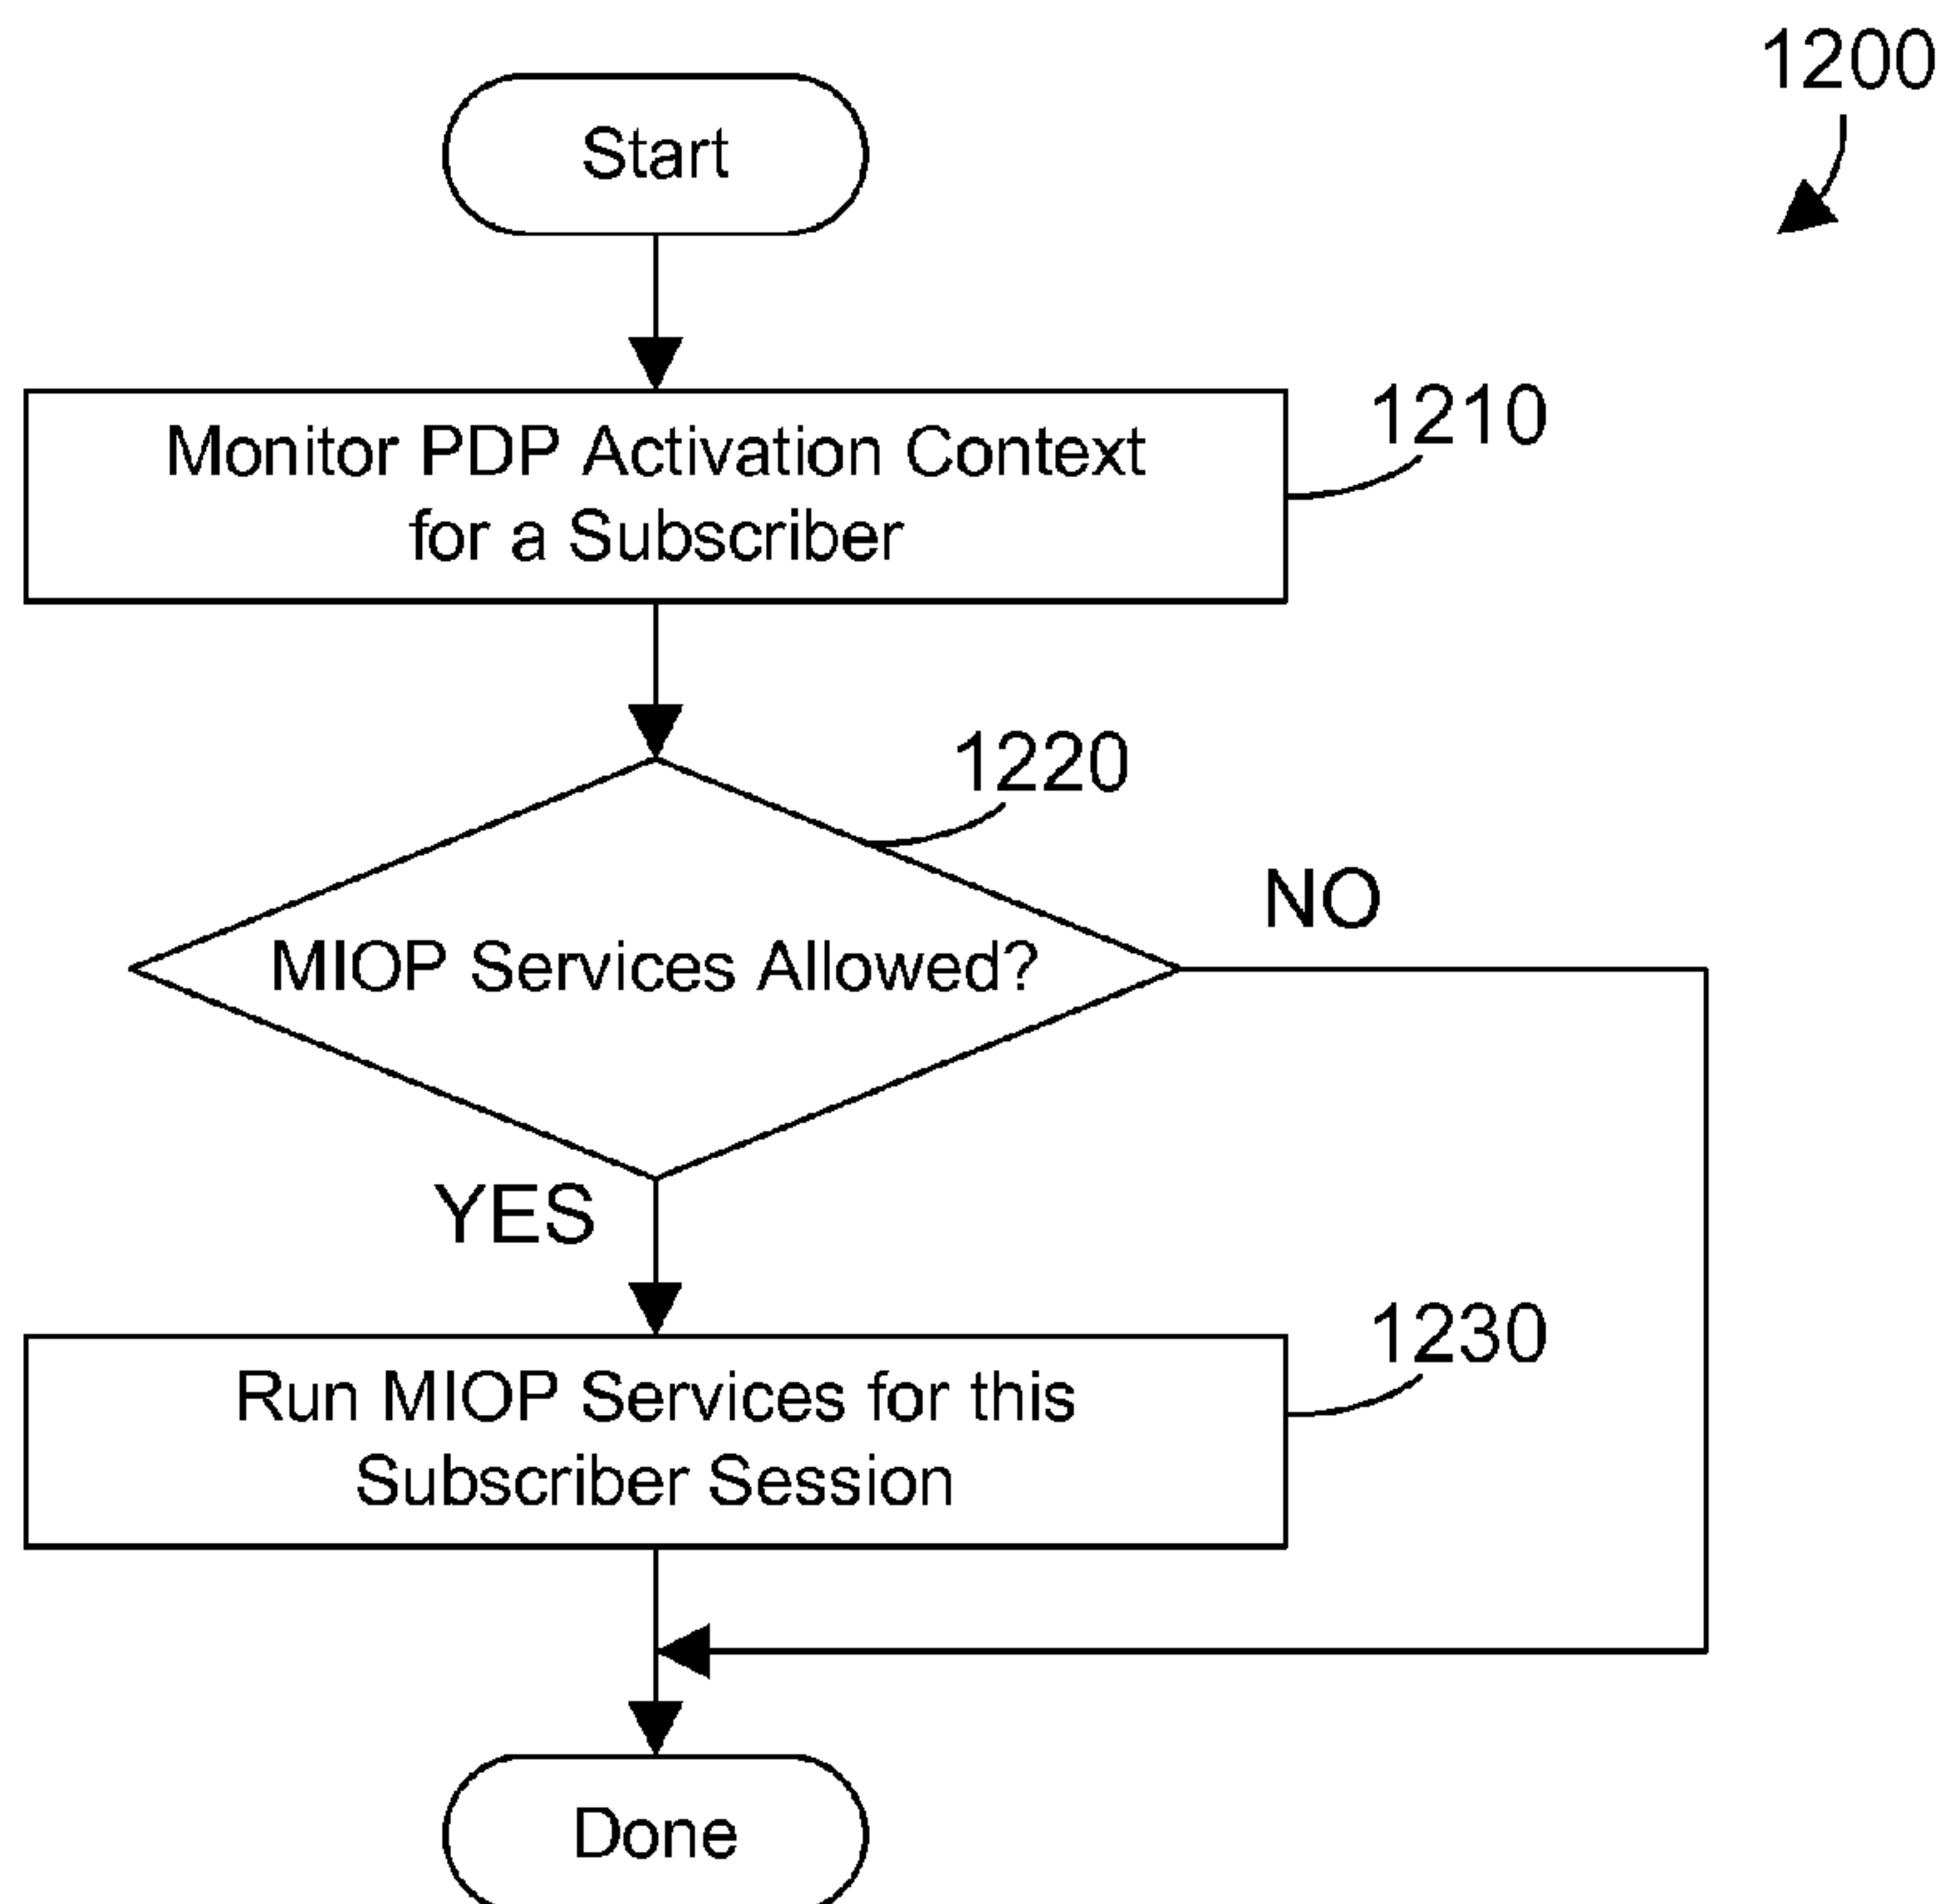 1200
Start
Monitor PDP Activation Context
for a Subscriber
1210
1220
MIOP Services Allowed?
NO
YES
Run MIOP Services for this
Subscriber Session
1230
Done